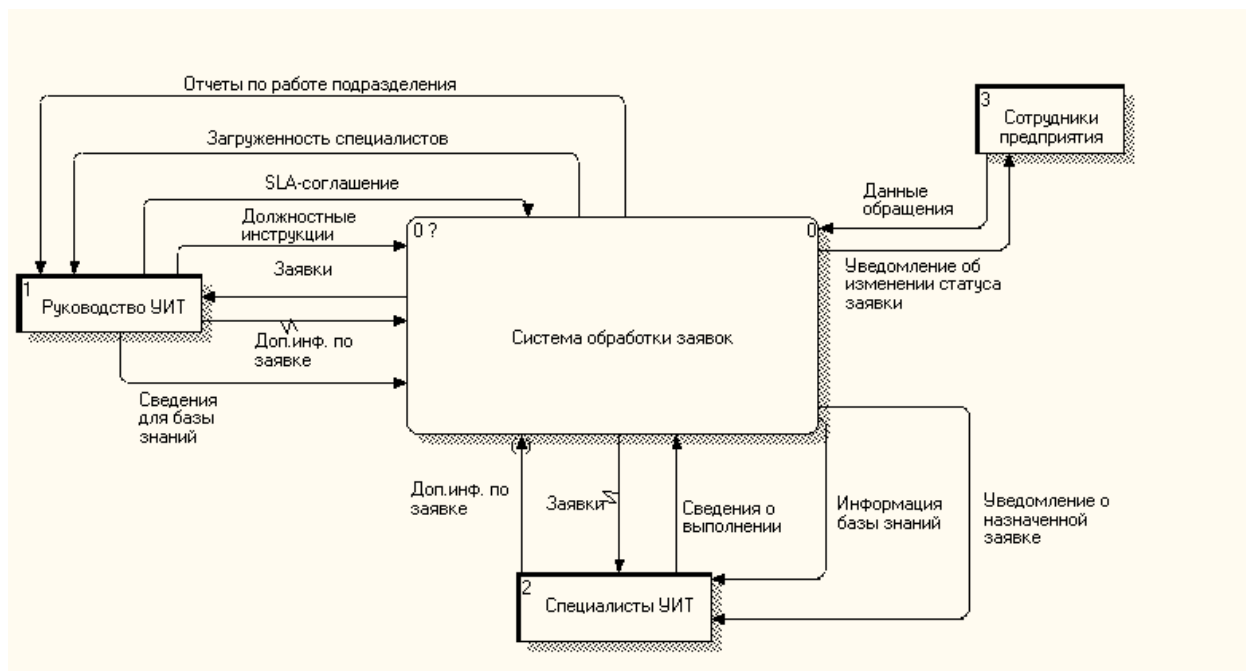 Отчеты по работе подразделения
3
Сотрудники
предприятия
Загруженность специалистов
SLA-соглашение
Данные
обращения
Должностные
инструкции
0 ?
0
Заявки
Уведомление об
изменении статуса
заявки
1
Руководство УИТ
Система обработки заявок
Доп.инф. по
заявке
Сведения
для базы
знаний
Доп.инф. по
заявке
Заявки
Сведения о
выполнении
Информация
базы знаний
Уведомление о
назначенной
заявке
2
Специалисты УИТ